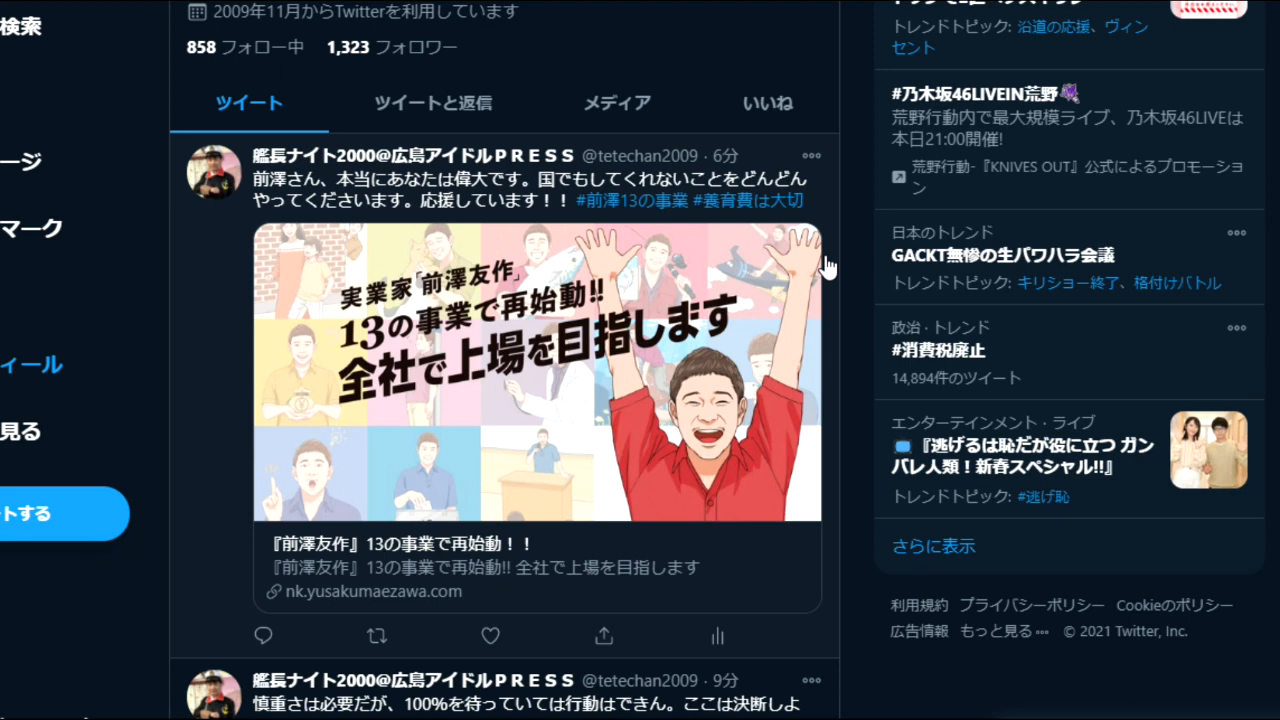 検索
ージ
マーク
ィール
見る
ートする
2009年11月からTwitterを利用しています
858 フォロー中 1,323 フォロワー
ツイート ツイートと返信 メディア いいね
艦長ナイト2000@広島アイドルＰＲＥＳＳ @tetechan2009 · 6分
前澤さん、本当にあなたは偉大です。国でもしてくれないことをどんどん
やってくださいます。応援しています！！ #前澤13の事業 #養育費は大切
実業家「前澤友作」
13の事業で再始動!!
全社で上場を目指します
『前澤友作』13の事業で再始動！！
『前澤友作』13の事業で再始動!! 全社で上場を目指します
nk.yusakumaezawa.com
艦長ナイト2000@広島アイドルＰＲＥＳＳ @tetechan2009 · 9分
慎重さは必要だが、100%を待っていては行動はできん。ここは決断しよ
トレンドトピック: 沿道の応援、ヴィン
セント
#乃木坂46LIVEIN荒野
荒野行動内で最大規模ライブ、乃木坂46LIVEは
本日21:00開催!
荒野行動-『KNIVES OUT』公式によるプロモーショ
ン
日本のトレンド
GACKT無惨の生パワハラ会議
トレンドトピック: キリショー終了、格付けバトル
政治 · トレンド
#消費税廃止
14,894件のツイート
エンターテインメント · ライブ
『逃げるは恥だが役に立つ ガン
バレ人類！新春スペシャル!!』
トレンドトピック: #逃げ恥
さらに表示
利用規約 プライバシーポリシー Cookieのポリシー
広告情報 もっと見る © 2021 Twitter, Inc.